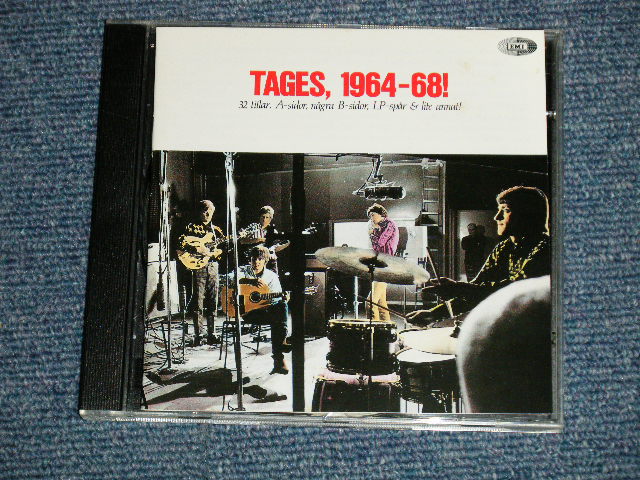 EMI
TAGES, 1964-68!
32 låtar. A-sidor, några B-sidor, LP-spår & lite annat!